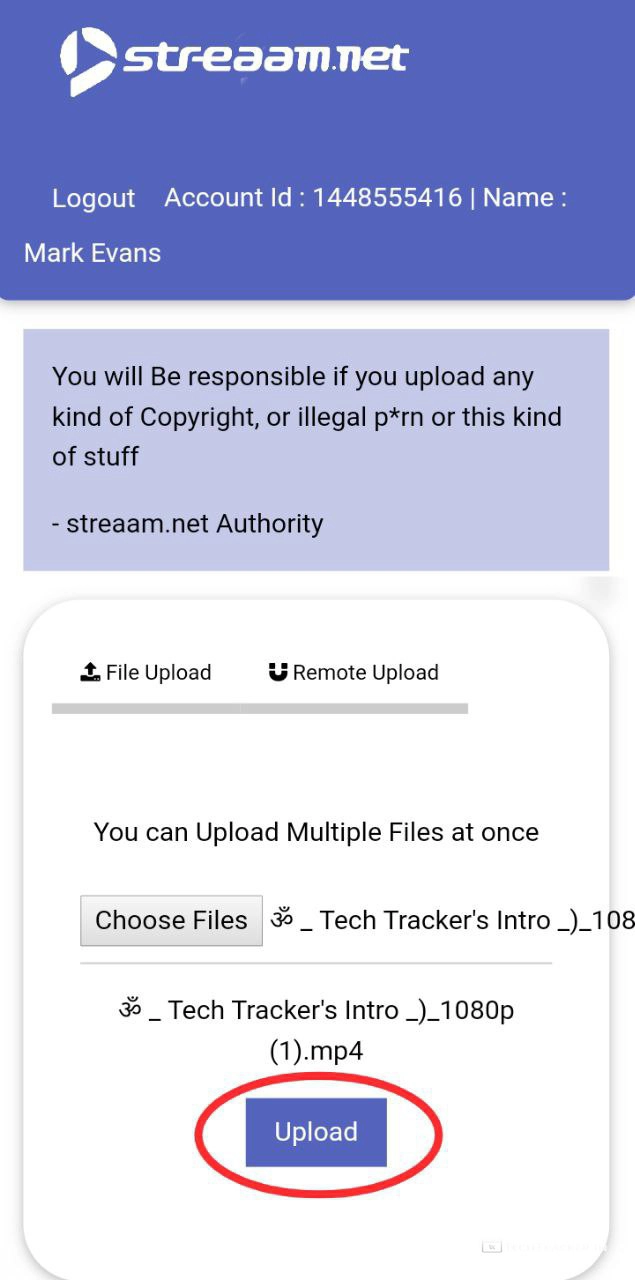 streaam.net
Logout Account Id : 1448555416 | Name :
Mark Evans
You will Be responsible if you upload any
kind of Copyright, or illegal p*rn or this kind
of stuff
- streaam.net Authority
File Upload Remote Upload
You can Upload Multiple Files at once
Choose Files ॐ _ Tech Tracker's Intro _)_108
ॐ _ Tech Tracker's Intro _)_1080p
(1).mp4
Upload